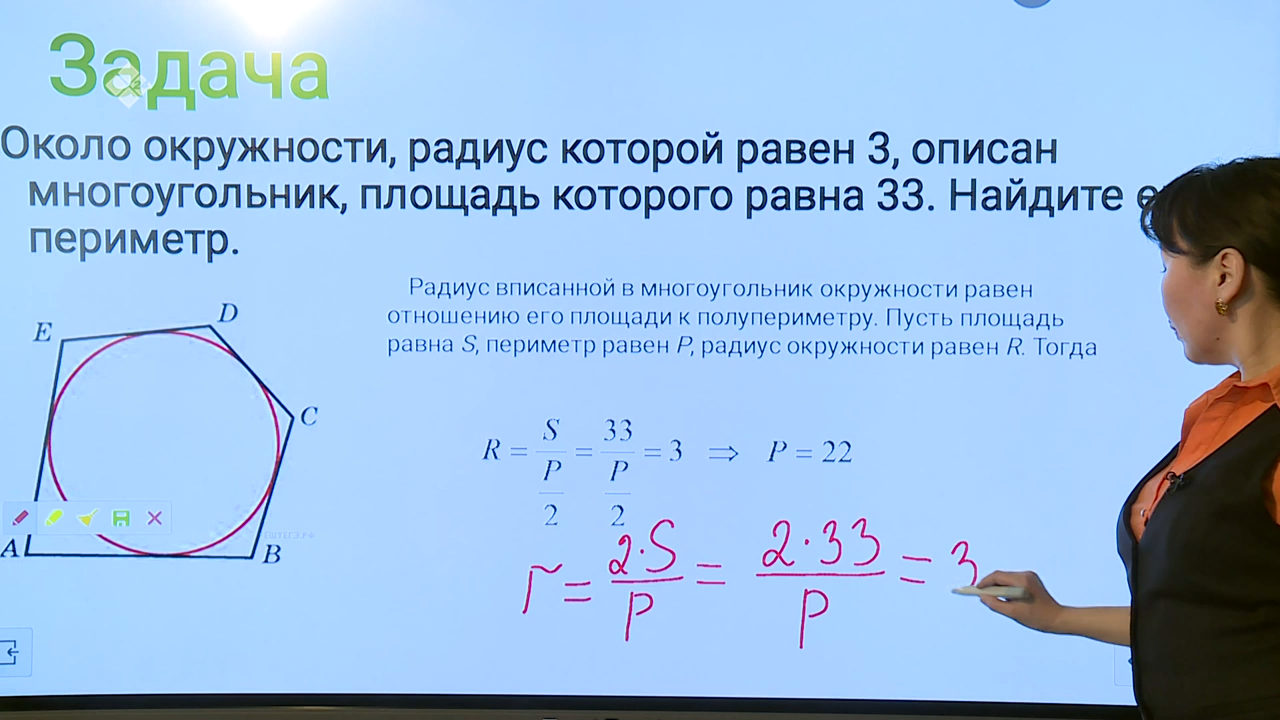 Задача
Около окружности, радиус которой равен 3, описан
многоугольник, площадь которого равна 33. Найдите
периметр.
Радиус вписанной в многоугольник окружности равен
отношению его площади к полупериметру. Пусть площадь
равна S, периметр равен P, радиус окружности равен R. Тогда
E
D
C
A
B
R = S/(P/2) = 33/(P/2) = 3 ⇒ P = 22
r = 2·S/P = 2·33/P = 3